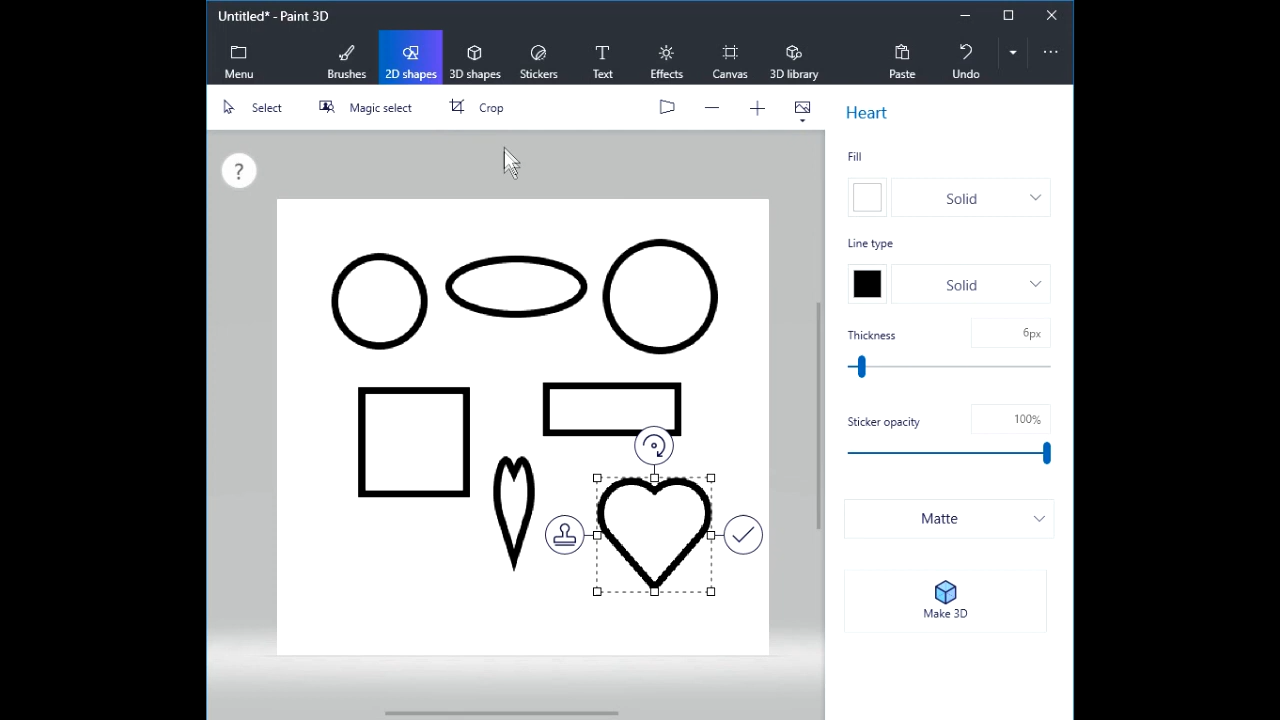 Untitled* - Paint 3D
Menu
Brushes
2D shapes
3D shapes
Stickers
Text
Effects
Canvas
3D library
Paste
Undo
Select
Magic select
Crop
?
Heart
Fill
Solid
Line type
Solid
Thickness
6px
Sticker opacity
100%
Matte
Make 3D